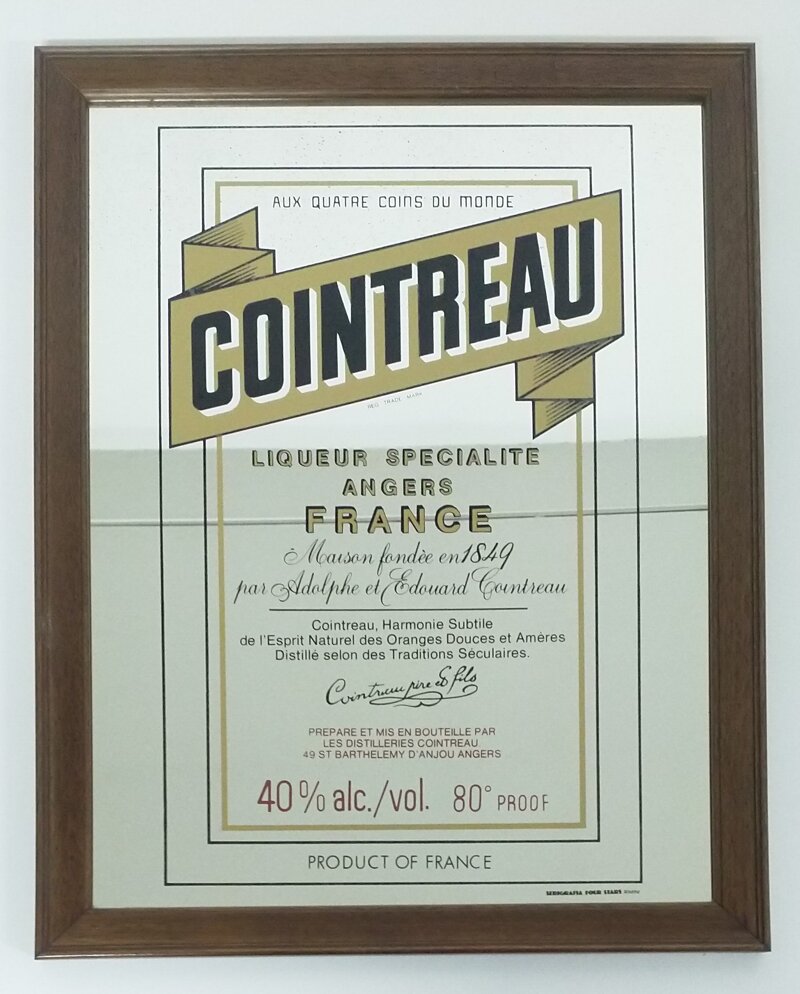 AUX QUATRE COINS DU MONDE
COINTREAU
REG. TRADE MARK
LIQUEUR SPECIALITE
ANGERS
FRANCE
Maison fondèe en 1849
par Adolphe et Edouard Cointreau
Cointreau, Harmonie Subtile
de l'Esprit Naturel des Oranges Douces et Amères
Distillé selon des Traditions Séculaires.
Cointreau père & fils
PREPARE ET MIS EN BOUTEILLE PAR
LES DISTILLERIES COINTREAU
49 ST BARTHELEMY D'ANJOU ANGERS
40% alc./vol. 80° PROOF
PRODUCT OF FRANCE
SERIGRAFIA FOUR STARS